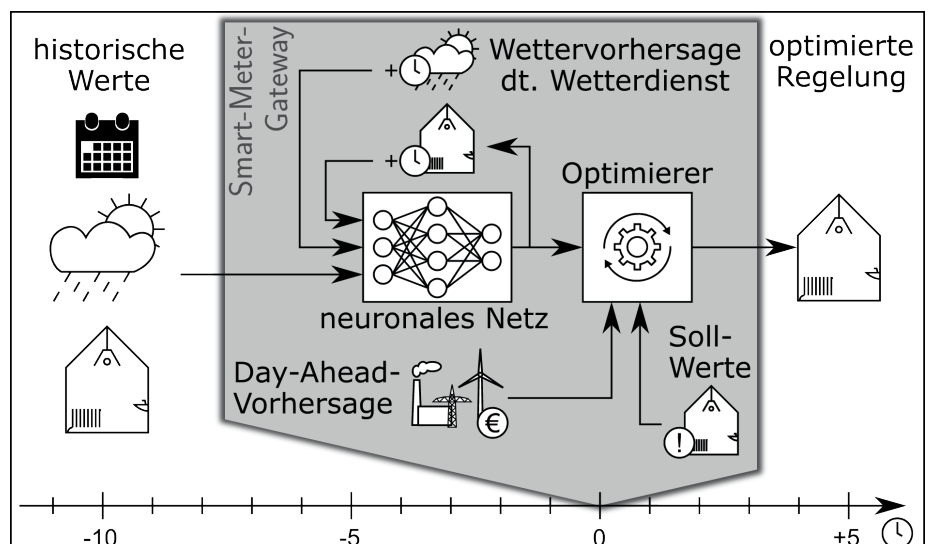 historische
Werte
Smart-Meter-
Gateway
+
Wettervorhersage
dt. Wetterdienst
optimierte
Regelung
+
Optimierer
neuronales Netz
Day-Ahead-
Vorhersage
€
Soll-
Werte
!
-10
-5
0
+5